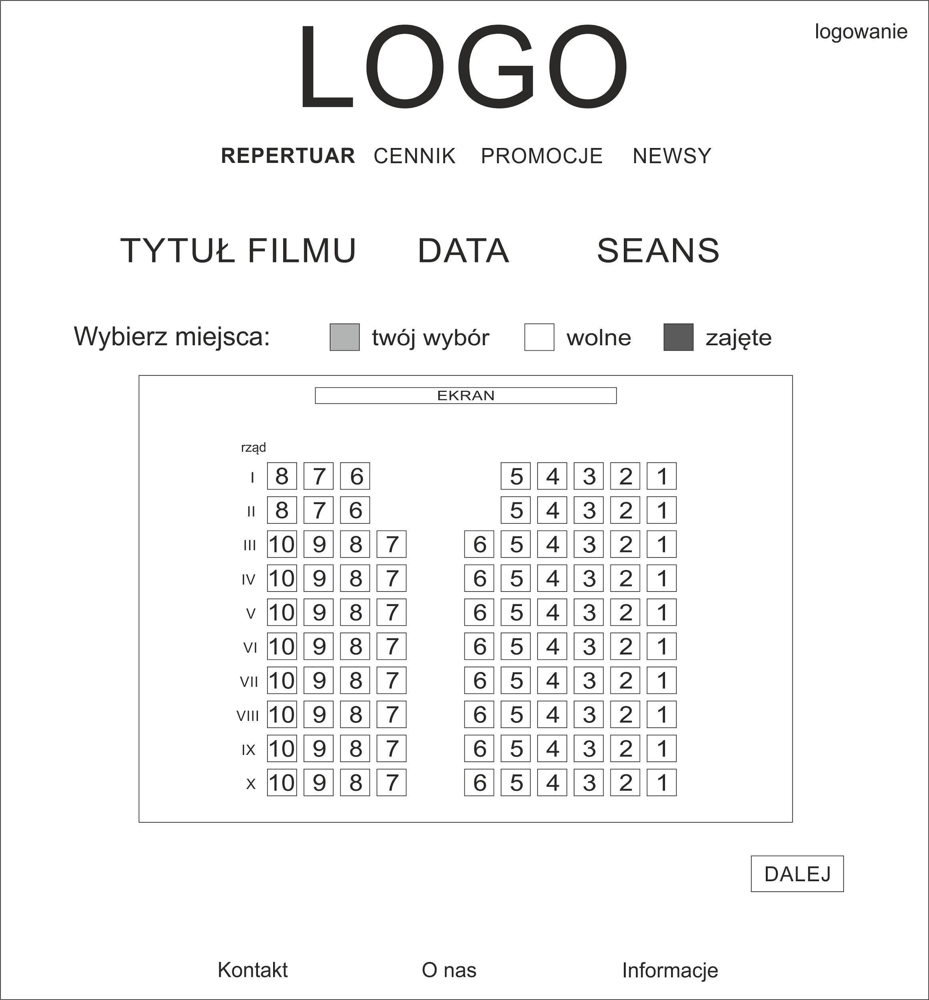 LOGO
logowanie
REPERTUAR CENNIK PROMOCJE NEWSY
TYTUŁ FILMU DATA SEANS
Wybierz miejsca: twój wybór wolne zajęte
EKRAN
rząd
I 8 7 6 5 4 3 2 1
II 8 7 6 5 4 3 2 1
III 10 9 8 7 6 5 4 3 2 1
IV 10 9 8 7 6 5 4 3 2 1
V 10 9 8 7 6 5 4 3 2 1
VI 10 9 8 7 6 5 4 3 2 1
VII 10 9 8 7 6 5 4 3 2 1
VIII 10 9 8 7 6 5 4 3 2 1
IX 10 9 8 7 6 5 4 3 2 1
X 10 9 8 7 6 5 4 3 2 1
DALEJ
Kontakt O nas Informacje